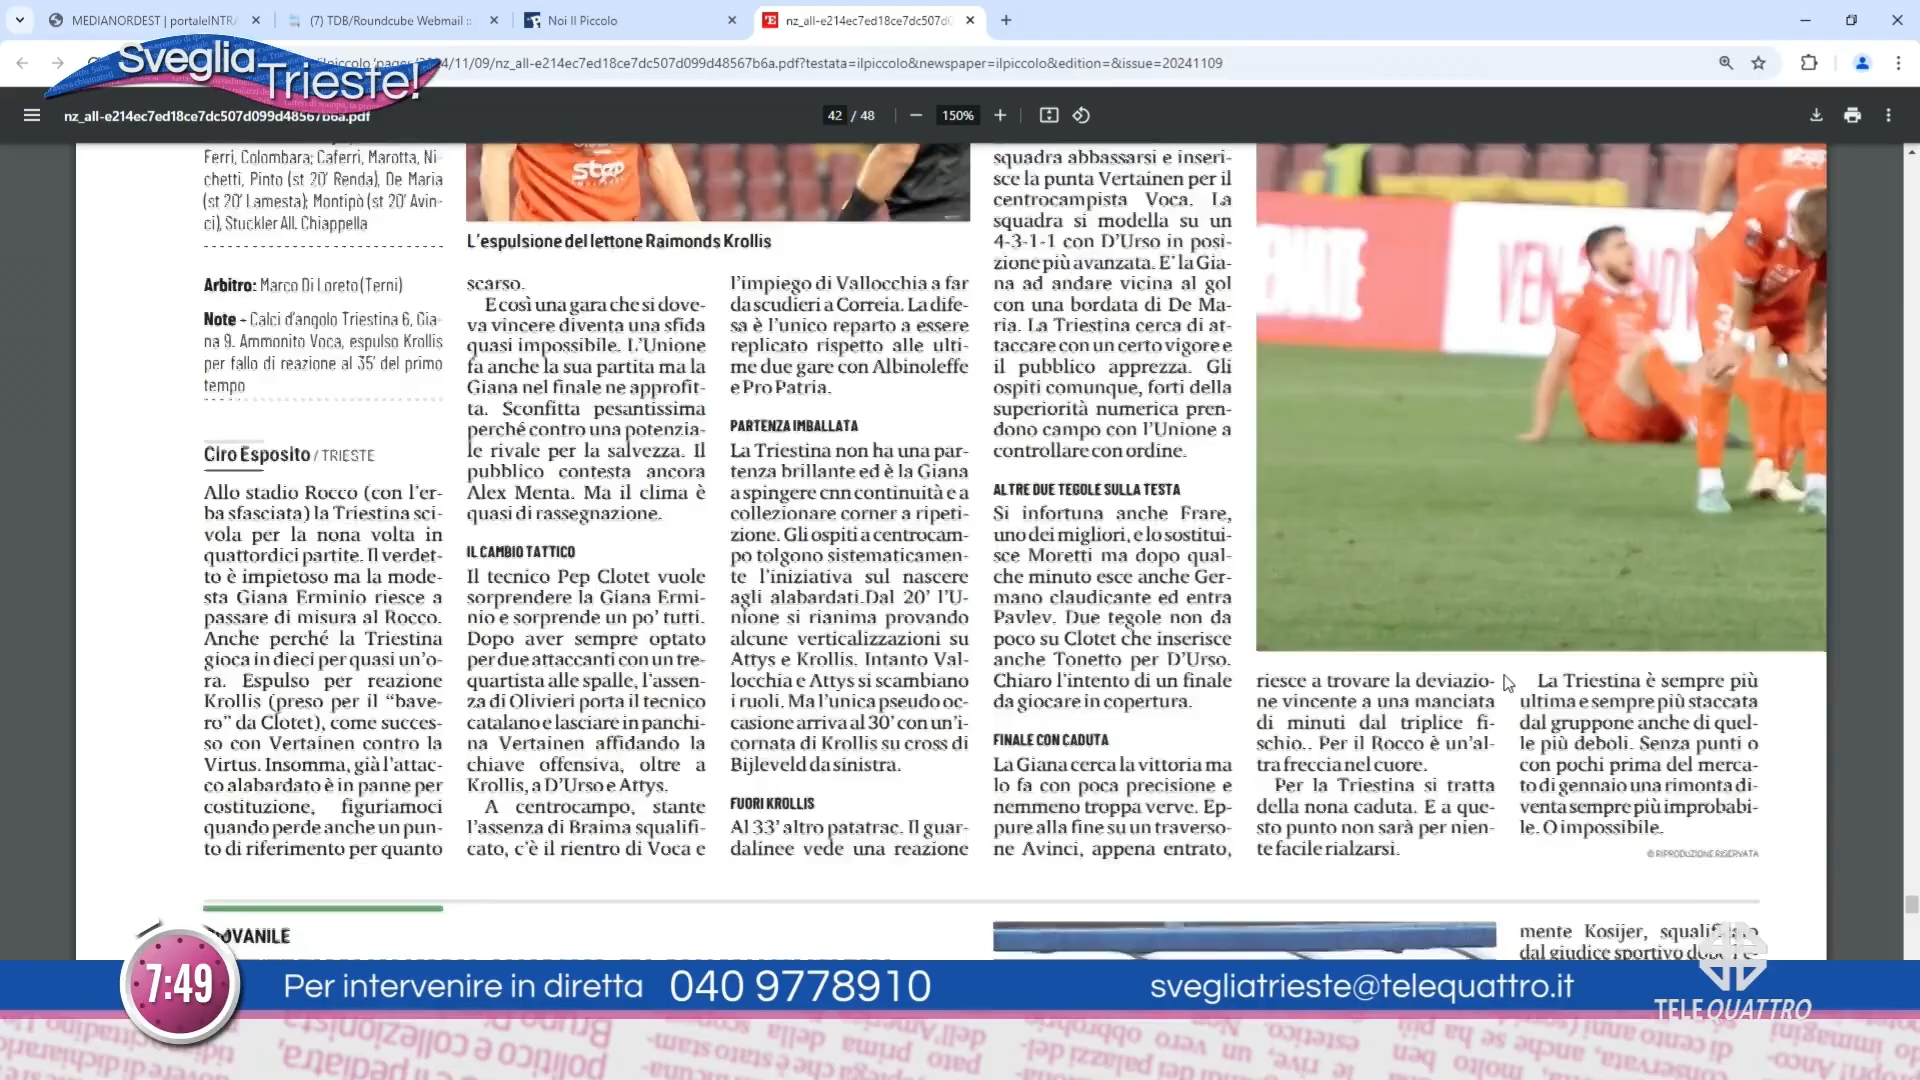 MEDIANORDEST | portaleINTRA
(7) TDB/Roundcube Webmail ::
Noi Il Piccolo
nz_all-e214ec7ed18ce7dc507d0
/11/09/nz_all-e214ec7ed18ce7dc507d099d48567b6a.pdf?testata=ilpiccolo&newspaper=ilpiccolo&edition=&issue=20241109
Sveglia
Trieste!
nz_all-e214ec7ed18ce7dc507d099d48567b6a.pdf
42 / 48
150%
Ferri, Colombara; Caferri, Marotta, Ni-
chetti, Pinto (st 20' Renda), De Maria
(st 20' Lamesta); Montipò (st 20' Avin-
ci), Stuckler All. Chiappella
Arbitro: Marco Di Loreto (Terni)
Note - Calci d'angolo Triestina 6, Gia-
na 9. Ammonito Voca, espulso Krollis
per fallo di reazione al 35' del primo
tempo
Ciro Esposito / TRIESTE
Allo stadio Rocco (con l'er-
ba sfasciata) la Triestina sci-
vola per la nona volta in
quattordici partite. Il verdet-
to è impietoso ma la mode-
sta Giana Erminio riesce a
passare di misura al Rocco.
Anche perché la Triestina
gioca in dieci per quasi un'o-
ra. Espulso per reazione
Krollis (preso per il "bave-
ro" da Clotet), come succes-
so con Vertainen contro la
Virtus. Insomma, già l'attac-
co alabardato è in panne per
costituzione, figuriamoci
quando perde anche un pun-
to di riferimento per quanto
stop
L'espulsione del lettone Raimonds Krollis
scarso.
E così una gara che si dove-
va vincere diventa una sfida
quasi impossibile. L'Unione
fa anche la sua partita ma la
Giana nel finale ne approfit-
ta. Sconfitta pesantissima
perché contro una potenzia-
le rivale per la salvezza. Il
pubblico contesta ancora
Alex Menta. Ma il clima è
quasi di rassegnazione.
IL CAMBIO TATTICO
Il tecnico Pep Clotet vuole
sorprendere la Giana Ermi-
nio e sorprende un po' tutti.
Dopo aver sempre optato
per due attaccanti con un tre-
quartista alle spalle, l'assen-
za di Olivieri porta il tecnico
catalano e lasciare in panchi-
na Vertainen affidando la
chiave offensiva, oltre a
Krollis, a D'Urso e Attys.
A centrocampo, stante
l'assenza di Braima squalifi-
cato, c'è il rientro di Voca e
l'impiego di Vallocchia a far
da scudieri a Correia. La dife-
sa è l'unico reparto a essere
replicato rispetto alle ulti-
me due gare con Albinoleffe
e Pro Patria.
PARTENZA IMBALLATA
La Triestina non ha una par-
tenza brillante ed è la Giana
a spingere cnn continuità e a
collezionare corner a ripeti-
zione. Gli ospiti a centrocam-
po tolgono sistematicamen-
te l'iniziativa sul nascere
agli alabardati.Dal 20' l'U-
nione si rianima provando
alcune verticalizzazioni su
Attys e Krollis. Intanto Val-
locchia e Attys si scambiano
i ruoli. Ma l'unica pseudo oc-
casione arriva al 30' con un'i-
cornata di Krollis su cross di
Bijleveld da sinistra.
FUORI KROLLIS
Al 33' altro patatrac. Il guar-
dalinee vede una reazione
squadra abbassarsi e inseri-
sce la punta Vertainen per il
centrocampista Voca. La
squadra si modella su un
4-3-1-1 con D'Urso in posi-
zione più avanzata. E' la Gia-
na ad andare vicina al gol
con una bordata di De Ma-
ria. La Triestina cerca di at-
taccare con un certo vigore e
il pubblico apprezza. Gli
ospiti comunque, forti della
superiorità numerica pren-
dono campo con l'Unione a
controllare con ordine.
ALTRE DUE TEGOLE SULLA TESTA
Si infortuna anche Frare,
uno dei migliori, e lo sostitui-
sce Moretti ma dopo qual-
che minuto esce anche Ger-
mano claudicante ed entra
Pavlev. Due tegole non da
poco su Clotet che inserisce
anche Tonetto per D'Urso.
Chiaro l'intento di un finale
da giocare in copertura.
FINALE CON CADUTA
La Giana cerca la vittoria ma
lo fa con poca precisione e
nemmeno troppa verve. Ep-
pure alla fine su un traverso-
ne Avinci, appena entrato,
riesce a trovare la deviazio-
ne vincente a una manciata
di minuti dal triplice fi-
schio.. Per il Rocco è un'al-
tra freccia nel cuore.
Per la Triestina si tratta
della nona caduta. E a que-
sto punto non sarà per nien-
te facile rialzarsi.
La Triestina è sempre più
ultima e sempre più staccata
dal gruppone anche di quel-
le più deboli. Senza punti o
con pochi prima del merca-
to di gennaio una rimonta di-
venta sempre più improbabi-
le. O impossibile.
© RIPRODUZIONE RISERVATA
OVANILE
mente Kosijer, squalificato
dal giudice sportivo
7:49
Per intervenire in diretta 040 9778910
svegliatrieste@telequattro.it
TELEQUATTRO